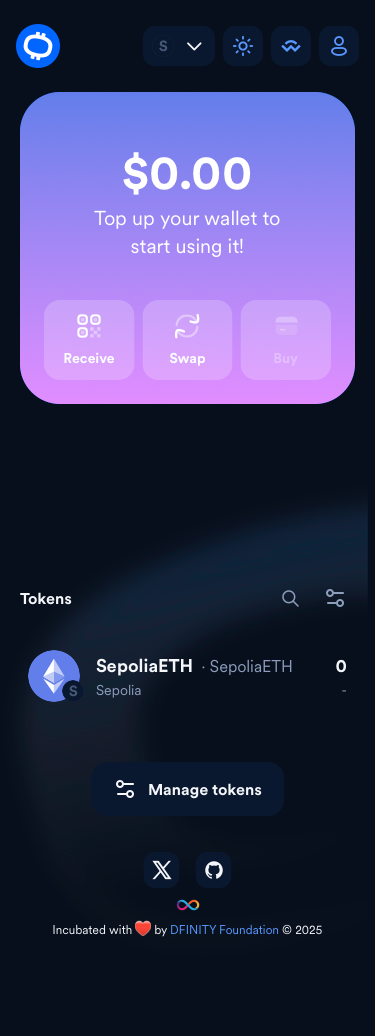 S
$0.00
Top up your wallet to
start using it!
Receive Swap Buy
Tokens
SepoliaETH · SepoliaETH 0
S
Sepolia -
Manage tokens
Incubated with ❤️ by DFINITY Foundation © 2025